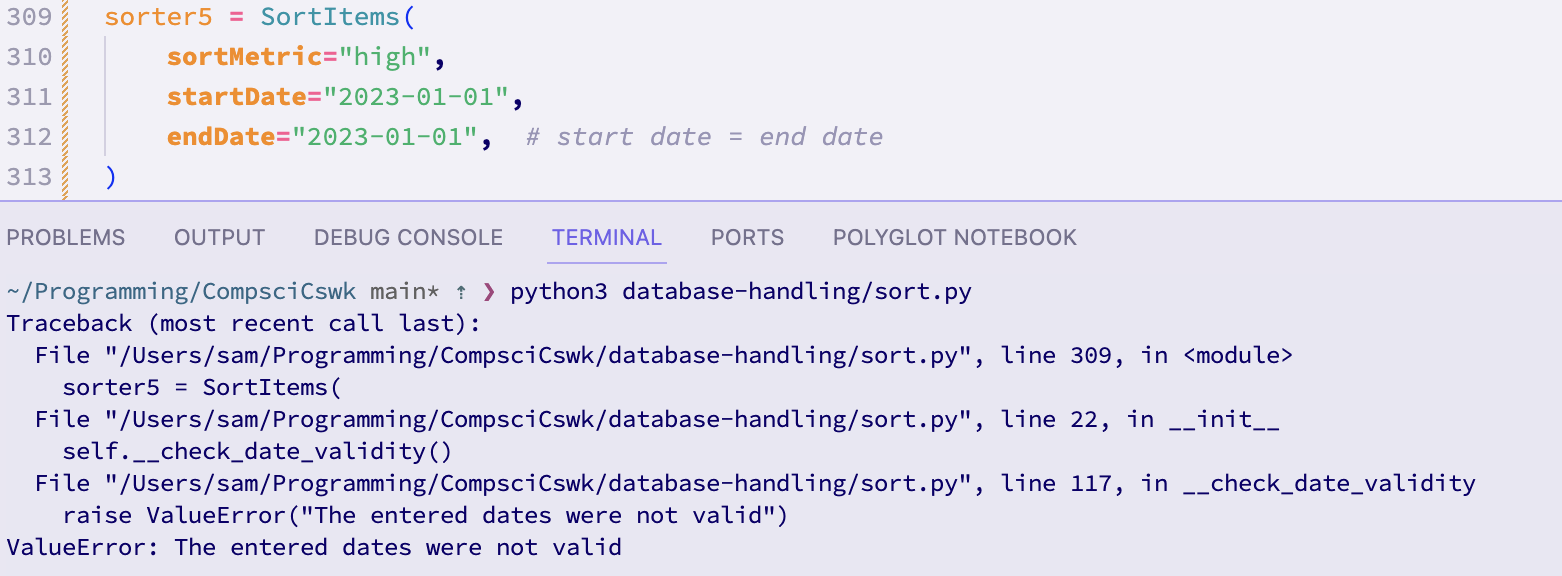 309 sorter5 = SortItems(
310 sortMetric="high",
311 startDate="2023-01-01",
312 endDate="2023-01-01", # start date = end date
313 )
PROBLEMS OUTPUT DEBUG CONSOLE TERMINAL PORTS POLYGLOT NOTEBOOK
~/Programming/CompsciCswk main* ⇡ ❯ python3 database-handling/sort.py
Traceback (most recent call last):
File "/Users/sam/Programming/CompsciCswk/database-handling/sort.py", line 309, in <module>
sorter5 = SortItems(
File "/Users/sam/Programming/CompsciCswk/database-handling/sort.py", line 22, in __init__
self.__check_date_validity()
File "/Users/sam/Programming/CompsciCswk/database-handling/sort.py", line 117, in __check_date_validity
raise ValueError("The entered dates were not valid")
ValueError: The entered dates were not valid